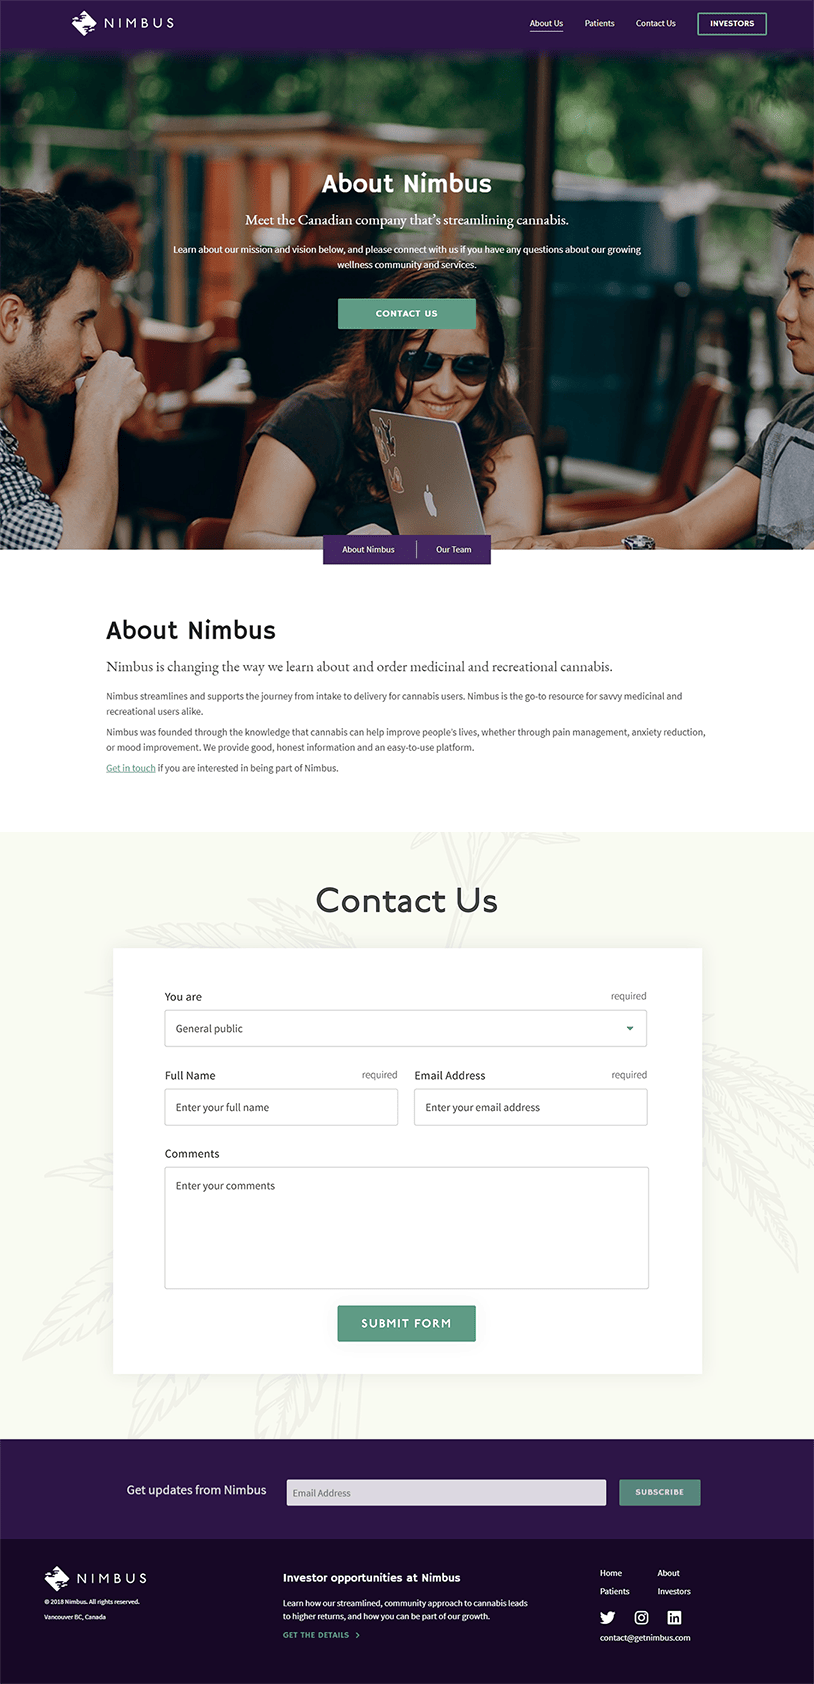 NIMBUS
About Us
Patients
Contact Us
INVESTORS
About Nimbus
Meet the Canadian company that's streamlining cannabis.
Learn about our mission and vision below, and please connect with us if you have any questions about our growing
wellness community and services.
CONTACT US
About Nimbus
Our Team
About Nimbus
Nimbus is changing the way we learn about and order medicinal and recreational cannabis.
Nimbus streamlines and supports the journey from intake to delivery for cannabis users. Nimbus is the go-to resource for savvy medicinal and
recreational users alike.
Nimbus was founded through the knowledge that cannabis can help improve people's lives, whether through pain management, anxiety reduction,
or mood improvement. We provide good, honest information and an easy-to-use platform.
Get in touch if you are interested in being part of Nimbus.
Contact Us
You are
required
General public
Full Name
required
Email Address
required
Enter your full name
Enter your email address
Comments
Enter your comments
SUBMIT FORM
Get updates from Nimbus
Email Address
SUBSCRIBE
NIMBUS
© 2018 Nimbus. All rights reserved.
Vancouver BC, Canada
Investor opportunities at Nimbus
Learn how our streamlined, community approach to cannabis leads
to higher returns, and how you can be part of our growth.
GET THE DETAILS >
Home
About
Patients
Investors
contact@getnimbus.com